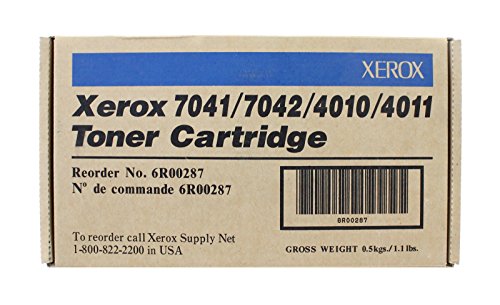 XEROX
Xerox 7041/7042/4010/4011
Toner Cartridge
Reorder No. 6R00287
Nº de commande 6R00287
6R00287
To reorder call Xerox Supply Net
1-800-822-2200 in USA
GROSS WEIGHT 0.5kgs./1.1 lbs.